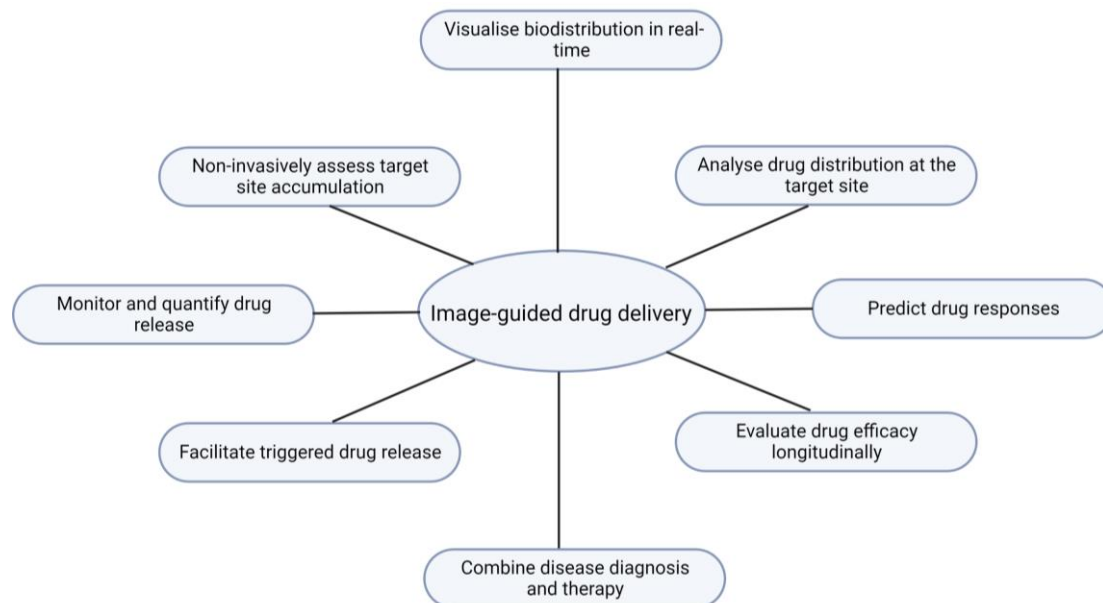 Visualise biodistribution in real-
time
Non-invasively assess target
site accumulation
Analyse drug distribution at the
target site
Monitor and quantify drug
release
Image-guided drug delivery
Predict drug responses
Facilitate triggered drug release
Evaluate drug efficacy
longitudinally
Combine disease diagnosis
and therapy